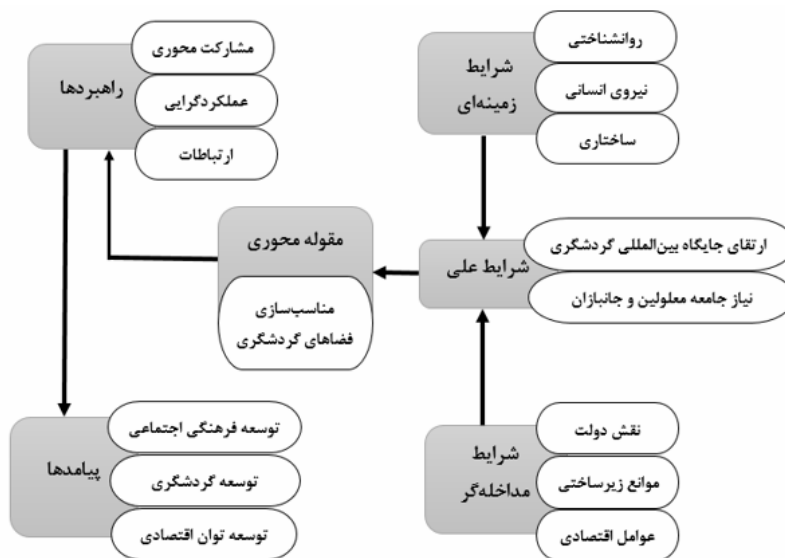 شرایط
زمینه‌ای
روانشناختی
نیروی انسانی
ساختاری
راهبردها
مشارکت محوری
عملکردگرایی
ارتباطات
شرایط علی
ارتقای جایگاه بین‌المللی گردشگری
نیاز جامعه معلولین و جانبازان
مقوله محوری
مناسب‌سازی
فضاهای گردشگری
شرایط
مداخله‌گر
نقش دولت
موانع زیرساختی
عوامل اقتصادی
پیامدها
توسعه فرهنگی اجتماعی
توسعه گردشگری
توسعه توان اقتصادی